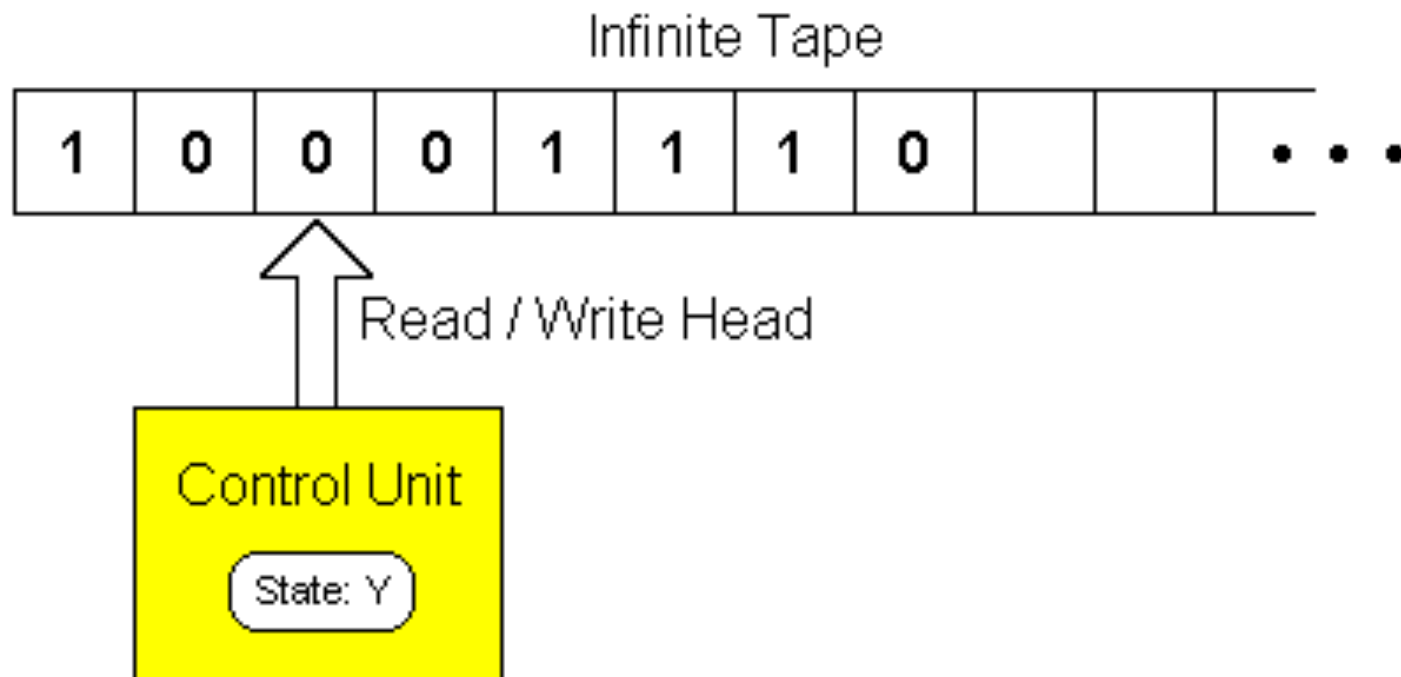 Infinite Tape
1 0 0 0 1 1 1 0 • • •
Read / Write Head
Control Unit
State: Y